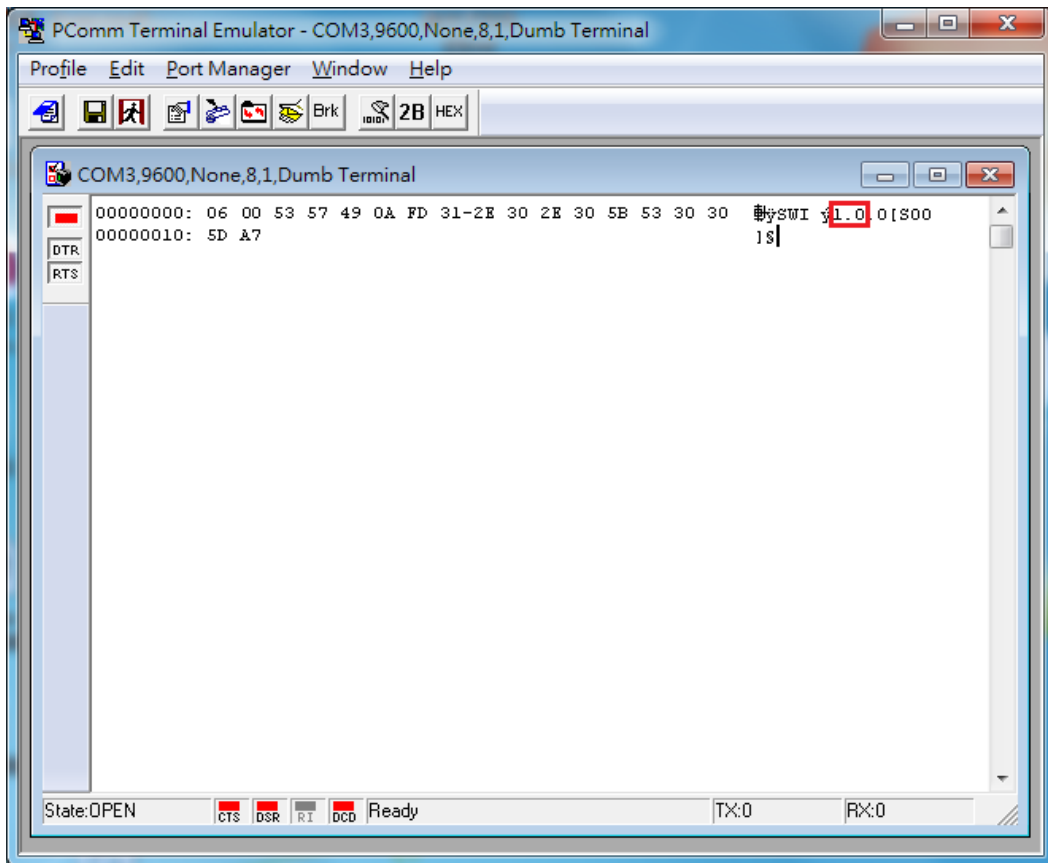 PComm Terminal Emulator - COM3,9600,None,8,1,Dumb Terminal
Profile Edit Port Manager Window Help
Brk 2B HEX
COM3,9600,None,8,1,Dumb Terminal
00000000: 06 00 53 57 49 0A FD 31-2E 30 2E 30 5B 53 30 30 ÿSWI ý1.0.0[S00
DTR
00000010: 5D A7 ]§
RTS
State:OPEN CTS DSR RI DCD Ready TX:0 RX:0